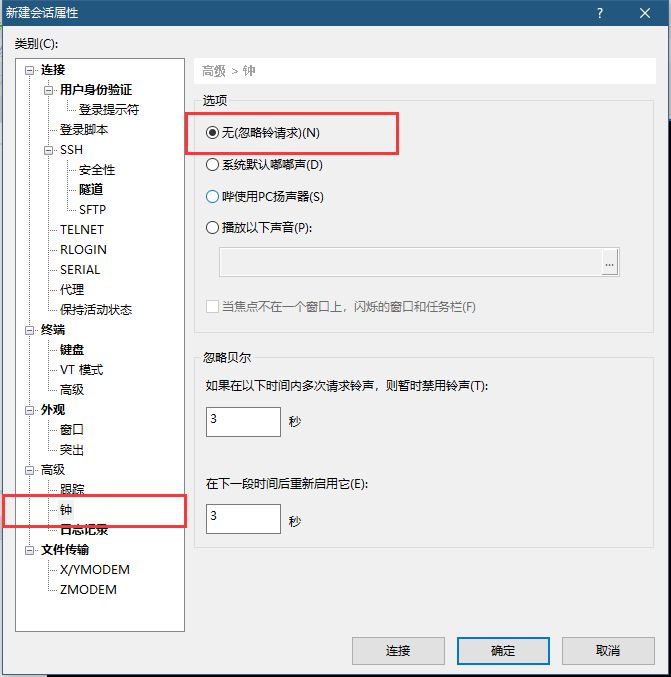 新建会话属性
类别(C):
连接
用户身份验证
登录提示符
登录脚本
SSH
安全性
隧道
SFTP
TELNET
RLOGIN
SERIAL
代理
保持活动状态
终端
键盘
VT 模式
高级
外观
窗口
突出
高级
跟踪
钟
日志记录
文件传输
X/YMODEM
ZMODEM
高级 > 钟
选项
无(忽略铃请求)(N)
系统默认嘟嘟声(D)
哔使用PC扬声器(S)
播放以下声音(P):
...
当焦点不在一个窗口上，闪烁的窗口和任务栏(F)
忽略贝尔
如果在以下时间内多次请求铃声，则暂时禁用铃声(T):
3 秒
在下一段时间后重新启用它(E):
3 秒
连接 确定 取消